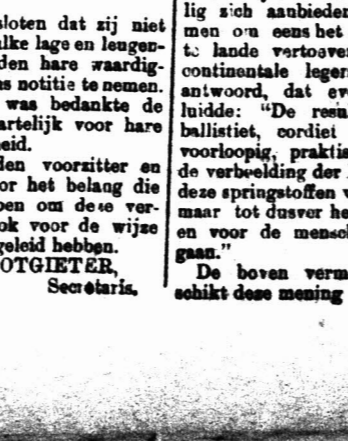 sloten dat zij niet
ulke lage en leugen-
den hare waardig-
s notitie te nemen.
was bedankte de
artelijk voor hare
eid.
den voorzitter en
or het belang die
pen om deze ver-
ok voor de wijze
geleid hebben.
OTGIETER,
Secretaris.
lig zich aanbieden
men om eens het
te lande vertoeven
continentale leger
antwoord, dat ev
luidde: "De resu
ballistiet, cordiet
voorloopig, praktis
de verbeelding der
deze springstoffen v
maar tot dusver he
en voor de mensch
gaan."
De boven verm
schikt deze mening